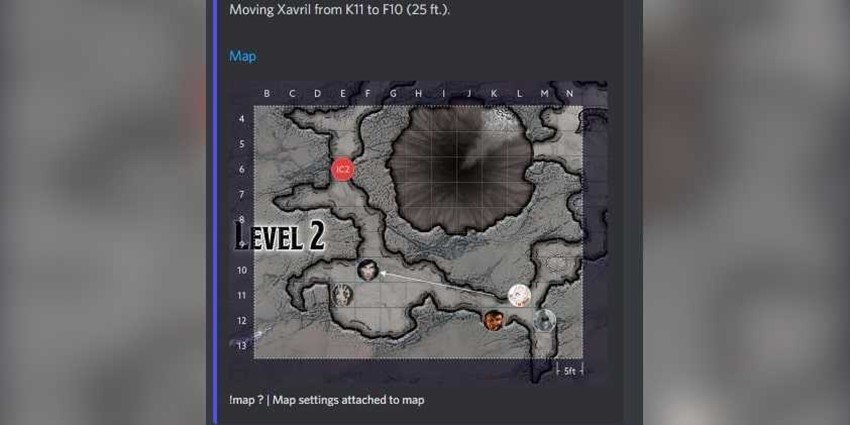 Moving Xavril from K11 to F10 (25 ft.).
Map
B C D E F G H I J K L M N
4
5
6 IC2
7
8
LEVEL 2
9
10
11
12
13
5ft
!map ? | Map settings attached to map